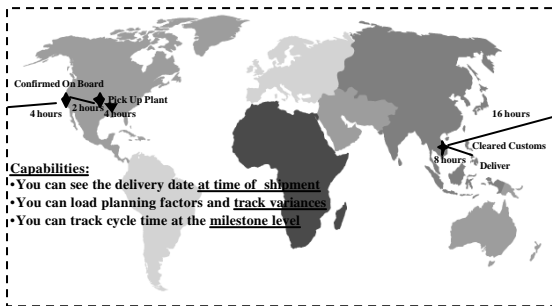 Confirmed On Board
Pick Up Plant
2 hours
4 hours
4 hours
16 hours
Cleared Customs
8 hours
Deliver
Capabilities:
•You can see the delivery date at time of shipment
•You can load planning factors and track variances
•You can track cycle time at the milestone level